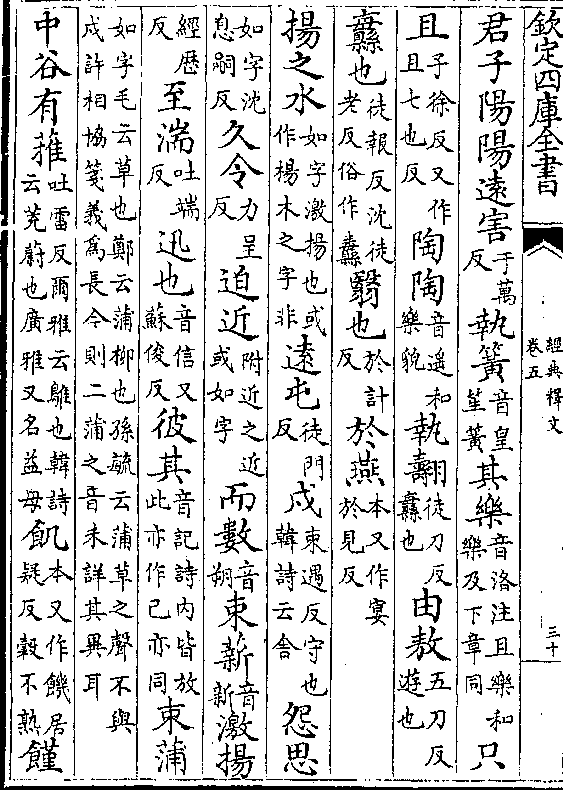 欽定四庫全書
經典釋文
卷五
三十
君子陽陽遠害于萬反執簧音皇笙簧其樂音洛注且樂和樂及下章同只
且子徐反又作且七也反陶陶音遥和樂貌執翿徒刀反纛也由敖五刀反遊也
纛也徒報反沈徒老反俗作纛翳也於計反於燕本又作宴於見反
揚之水如字激揚也或作楊木之字非遠屯徒門反戍束遇反守也韓詩云舍怨思
如字沈息嗣反久令力呈反迫近附近之近或如字而數音朔束薪音新激揚
經歴反至湍吐端反迅也音信又蘇俊反彼其音記詩内皆放此亦作己亦同束蒲
如字毛云草也鄭云蒲柳也孫毓云蒲草之聲不與戍許相協箋義爲長今則二蒲之音未詳其異耳
中谷有蓷吐雷反爾雅云鵻也韓詩云茺蔚也廣雅又名益母飢本又作饑居疑反穀不熟饉